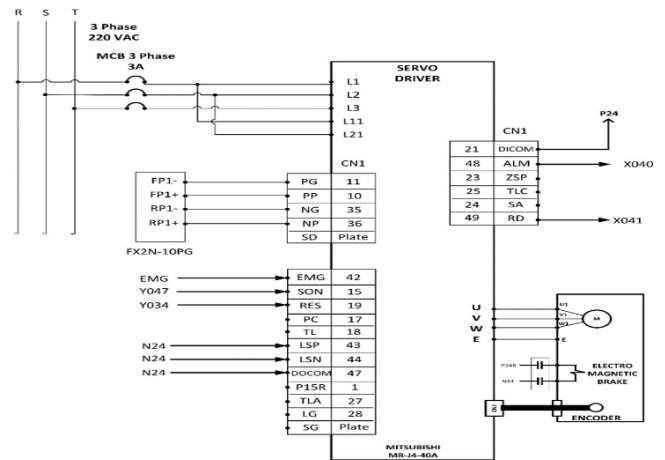 R S T
3 Phase
220 VAC
MCB 3 Phase
3A
SERVO
DRIVER
L1
L2
L3
L11
L21
CN1
FP1- PG 11
FP1+ PP 10
RP1- NG 35
RP1+ NP 36
SD Plate
FX2N-10PG
EMG EMG 42
Y047 SON 15
Y034 RES 19
PC 17
TL 18
N24 LSP 43
N24 LSN 44
N24 DOCOM 47
P15R 1
TLA 27
LG 28
SG Plate
MITSUBISHI
MR-J4-40A
P24
CN1
21 DICOM
48 ALM X040
23 ZSP
25 TLC
24 SA
49 RD X041
U U1
V V1
W W1
E E
M
P24B
N24
ELECTRO
MAGNETIC
BRAKE
CN2
ENCODER